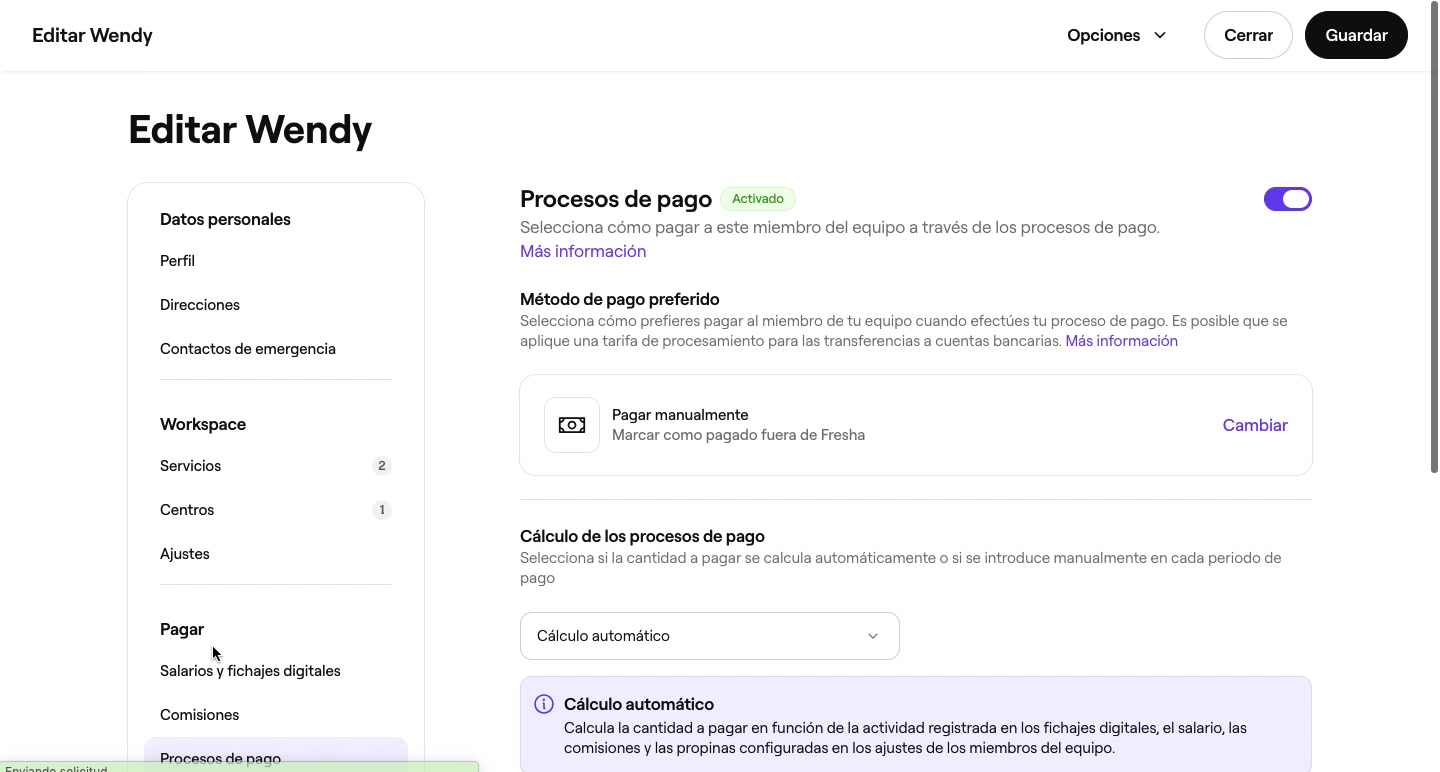 Editar Wendy
Opciones
Cerrar
Guardar
Editar Wendy
Datos personales
Perfil
Direcciones
Contactos de emergencia
Workspace
Servicios 2
Centros 1
Ajustes
Pagar
Salarios y fichajes digitales
Comisiones
Procesos de pago
Procesos de pago Activado
Selecciona cómo pagar a este miembro del equipo a través de los procesos de pago.
Más información
Método de pago preferido
Selecciona cómo prefieres pagar al miembro de tu equipo cuando efectúes tu proceso de pago. Es posible que se
aplique una tarifa de procesamiento para las transferencias a cuentas bancarias. Más información
Pagar manualmente
Marcar como pagado fuera de Fresha
Cambiar
Cálculo de los procesos de pago
Selecciona si la cantidad a pagar se calcula automáticamente o si se introduce manualmente en cada periodo de
pago
Cálculo automático
Cálculo automático
Calcula la cantidad a pagar en función de la actividad registrada en los fichajes digitales, el salario, las
comisiones y las propinas configuradas en los ajustes de los miembros del equipo.
Enviando solicitud